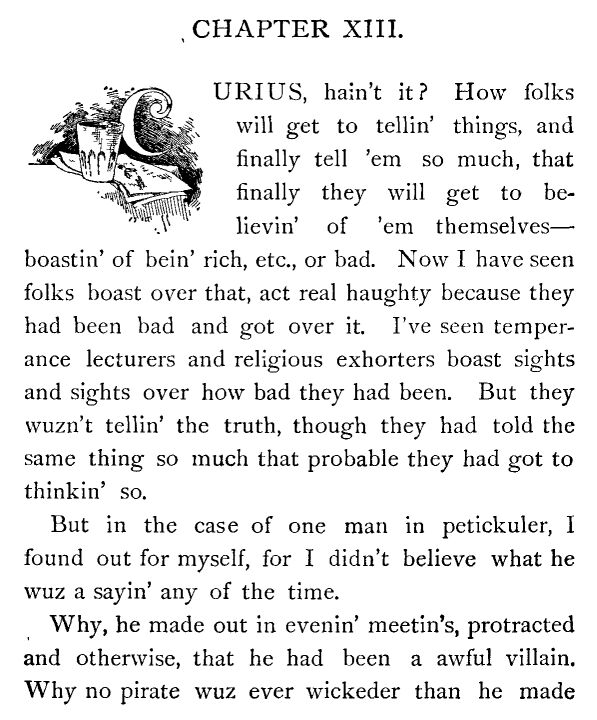 CHAPTER XIII.
CURIUS, hain't it? How folks
will get to tellin' things, and
finally tell 'em so much, that
finally they will get to be-
lievin' of 'em themselves—
boastin' of bein' rich, etc., or bad. Now I have seen
folks boast over that, act real haughty because they
had been bad and got over it. I've seen temper-
ance lecturers and religious exhorters boast sights
and sights over how bad they had been. But they
wuzn't tellin' the truth, though they had told the
same thing so much that probable they had got to
thinkin' so.
But in the case of one man in petickuler, I
found out for myself, for I didn't believe what he
wuz a sayin' any of the time.
Why, he made out in evenin' meetin's, protracted
and otherwise, that he had been a awful villain.
Why no pirate wuz ever wickeder than he made